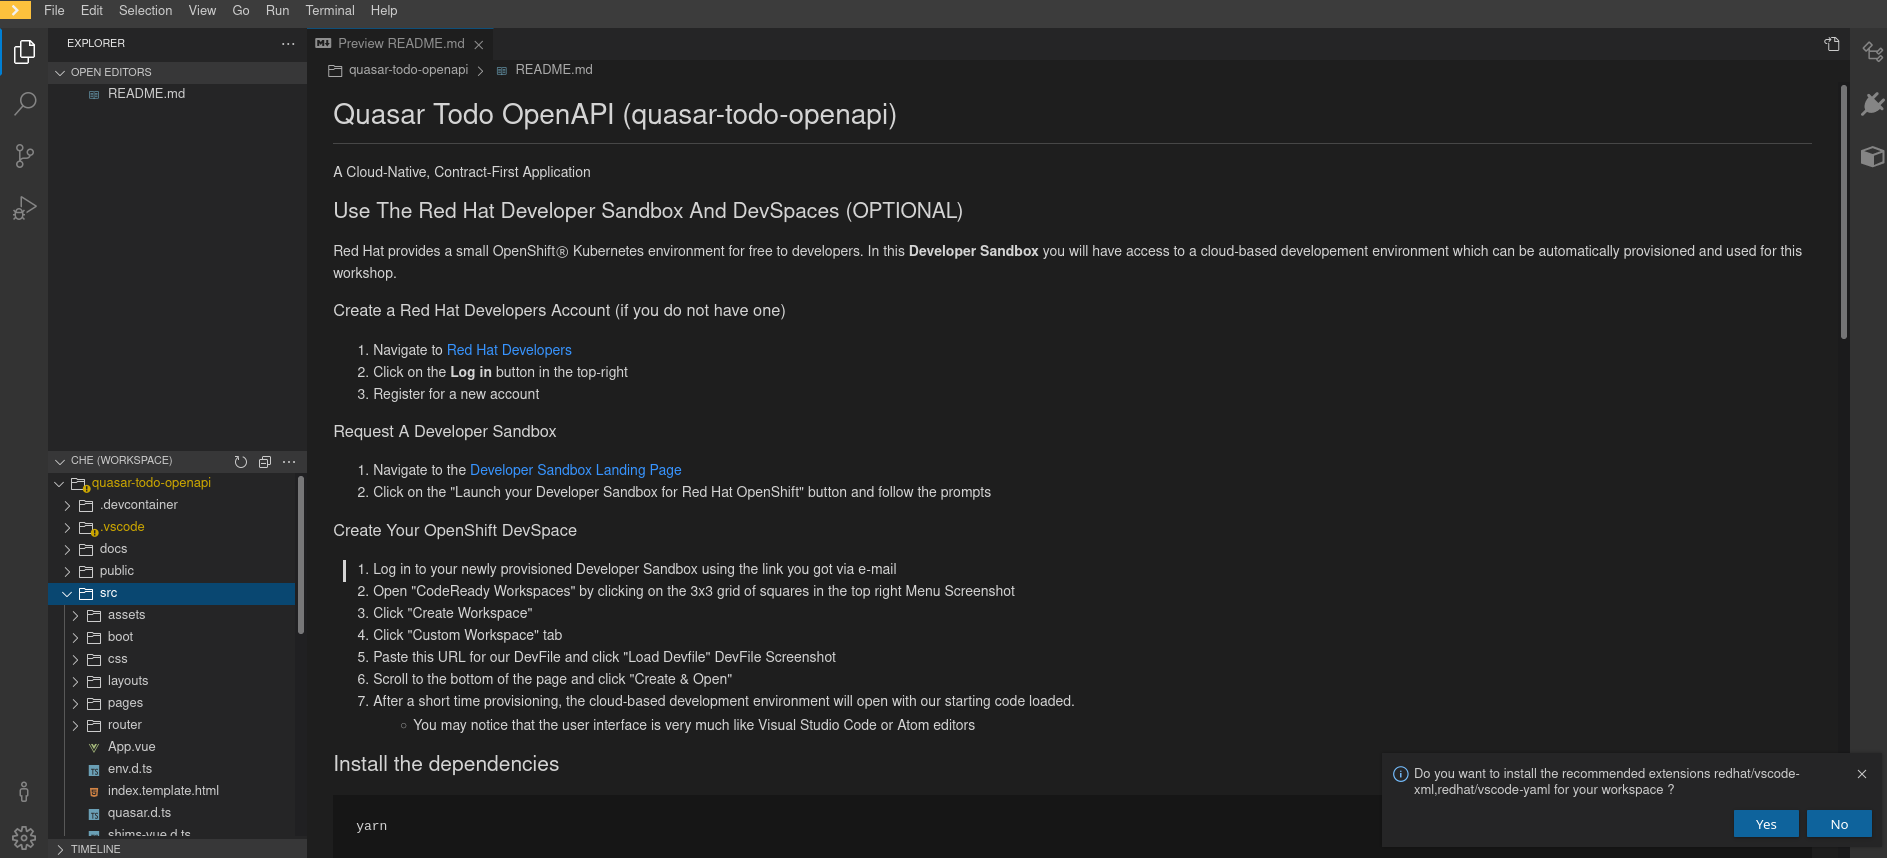 File Edit Selection View Go Run Terminal Help
EXPLORER
OPEN EDITORS
README.md
CHE (WORKSPACE)
quasar-todo-openapi
.devcontainer
.vscode
docs
public
src
assets
boot
css
layouts
pages
router
App.vue
env.d.ts
index.template.html
quasar.d.ts
shims-vue.d.ts
TIMELINE
Preview README.md
quasar-todo-openapi > README.md
Quasar Todo OpenAPI (quasar-todo-openapi)
A Cloud-Native, Contract-First Application
Use The Red Hat Developer Sandbox And DevSpaces (OPTIONAL)
Red Hat provides a small OpenShift® Kubernetes environment for free to developers. In this Developer Sandbox you will have access to a cloud-based developement environment which can be automatically provisioned and used for this
workshop.
Create a Red Hat Developers Account (if you do not have one)
1. Navigate to Red Hat Developers
2. Click on the Log in button in the top-right
3. Register for a new account
Request A Developer Sandbox
1. Navigate to the Developer Sandbox Landing Page
2. Click on the "Launch your Developer Sandbox for Red Hat OpenShift" button and follow the prompts
Create Your OpenShift DevSpace
1. Log in to your newly provisioned Developer Sandbox using the link you got via e-mail
2. Open "CodeReady Workspaces" by clicking on the 3x3 grid of squares in the top right Menu Screenshot
3. Click "Create Workspace"
4. Click "Custom Workspace" tab
5. Paste this URL for our DevFile and click "Load Devfile" DevFile Screenshot
6. Scroll to the bottom of the page and click "Create & Open"
7. After a short time provisioning, the cloud-based development environment will open with our starting code loaded.
○ You may notice that the user interface is very much like Visual Studio Code or Atom editors
Install the dependencies
yarn
Do you want to install the recommended extensions redhat/vscode-
xml,redhat/vscode-yaml for your workspace ?
Yes No